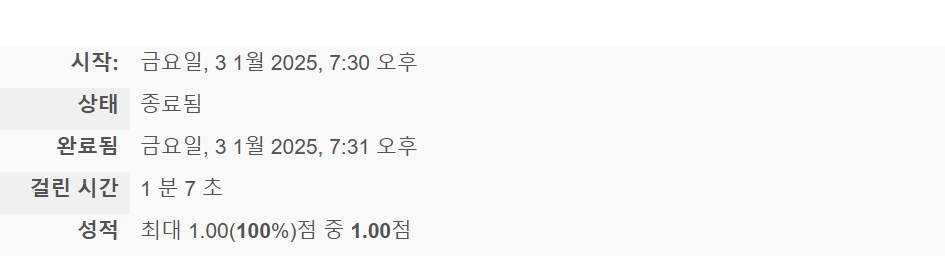 시작: 금요일, 3 1월 2025, 7:30 오후
상태 종료됨
완료됨 금요일, 3 1월 2025, 7:31 오후
걸린 시간 1 분 7 초
성적 최대 1.00(100%)점 중 1.00점